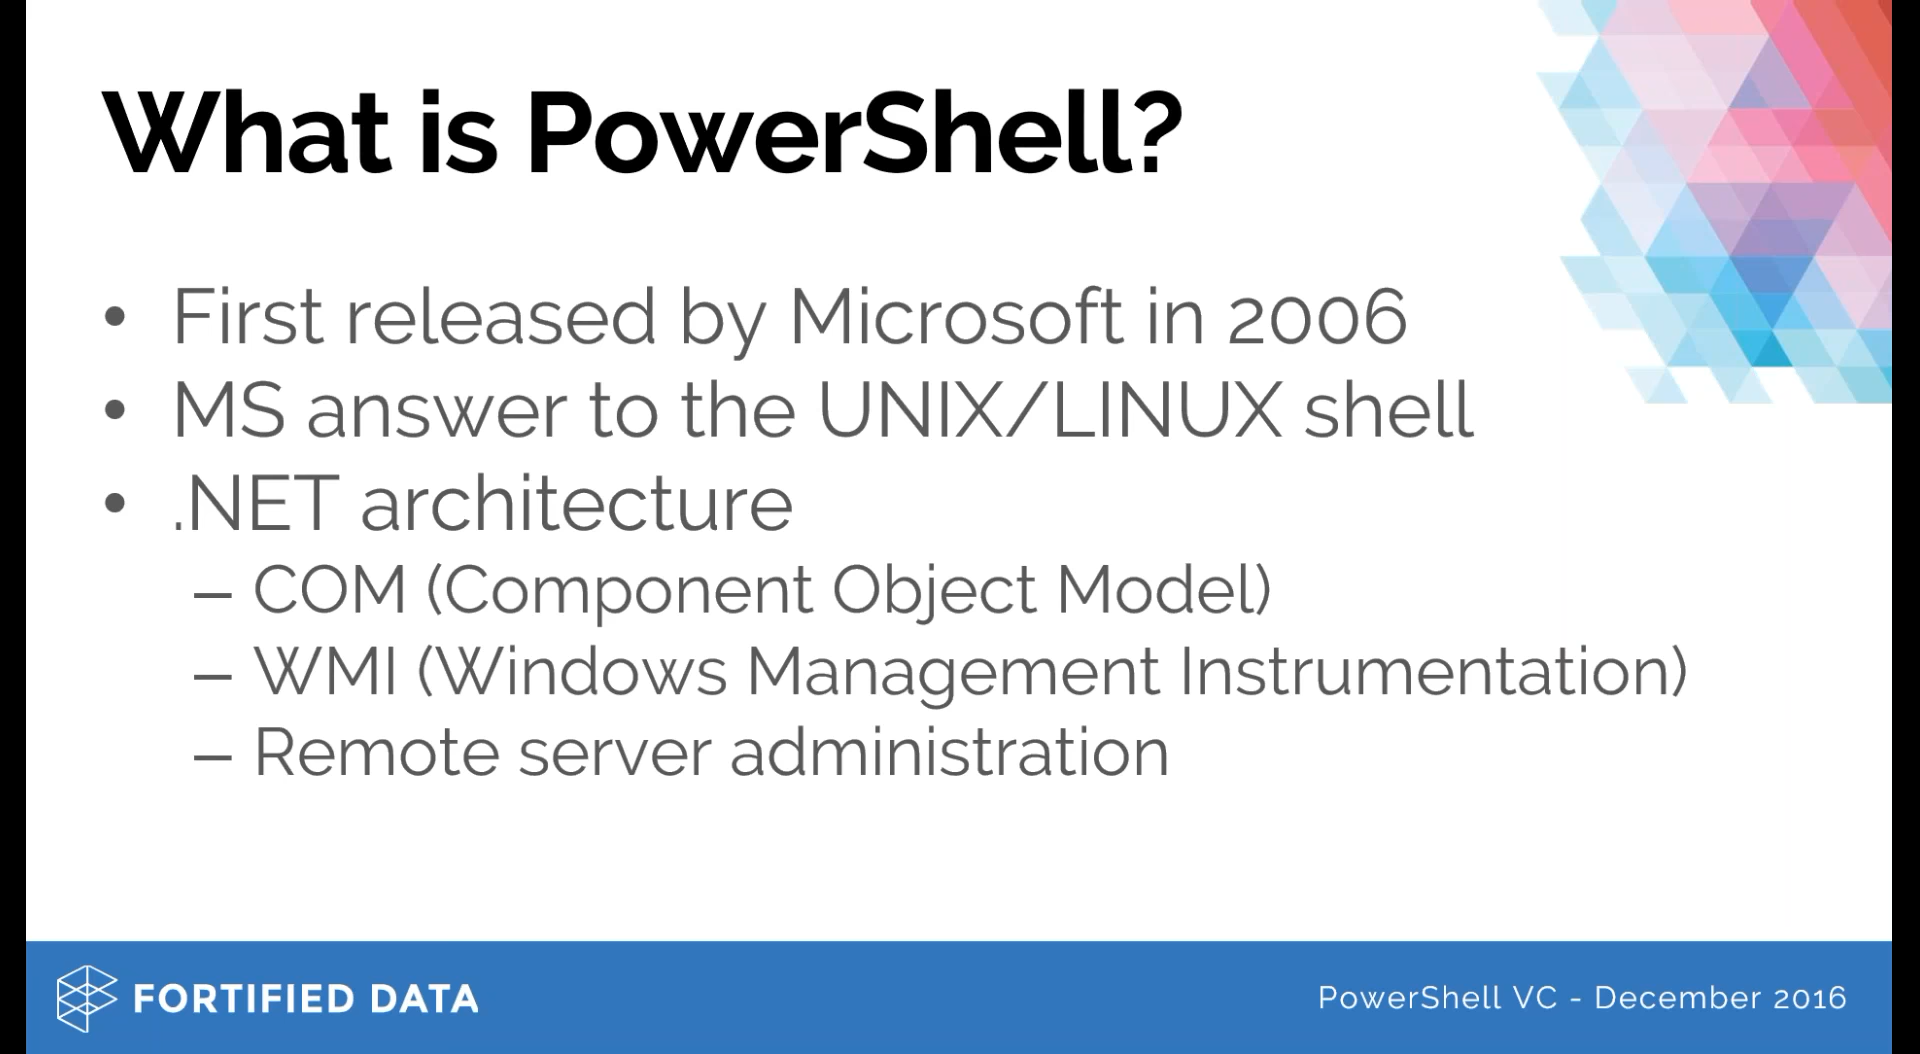 What is PowerShell?
• First released by Microsoft in 2006
• MS answer to the UNIX/LINUX shell
• .NET architecture
– COM (Component Object Model)
– WMI (Windows Management Instrumentation)
– Remote server administration
FORTIFIED DATA
PowerShell VC - December 2016